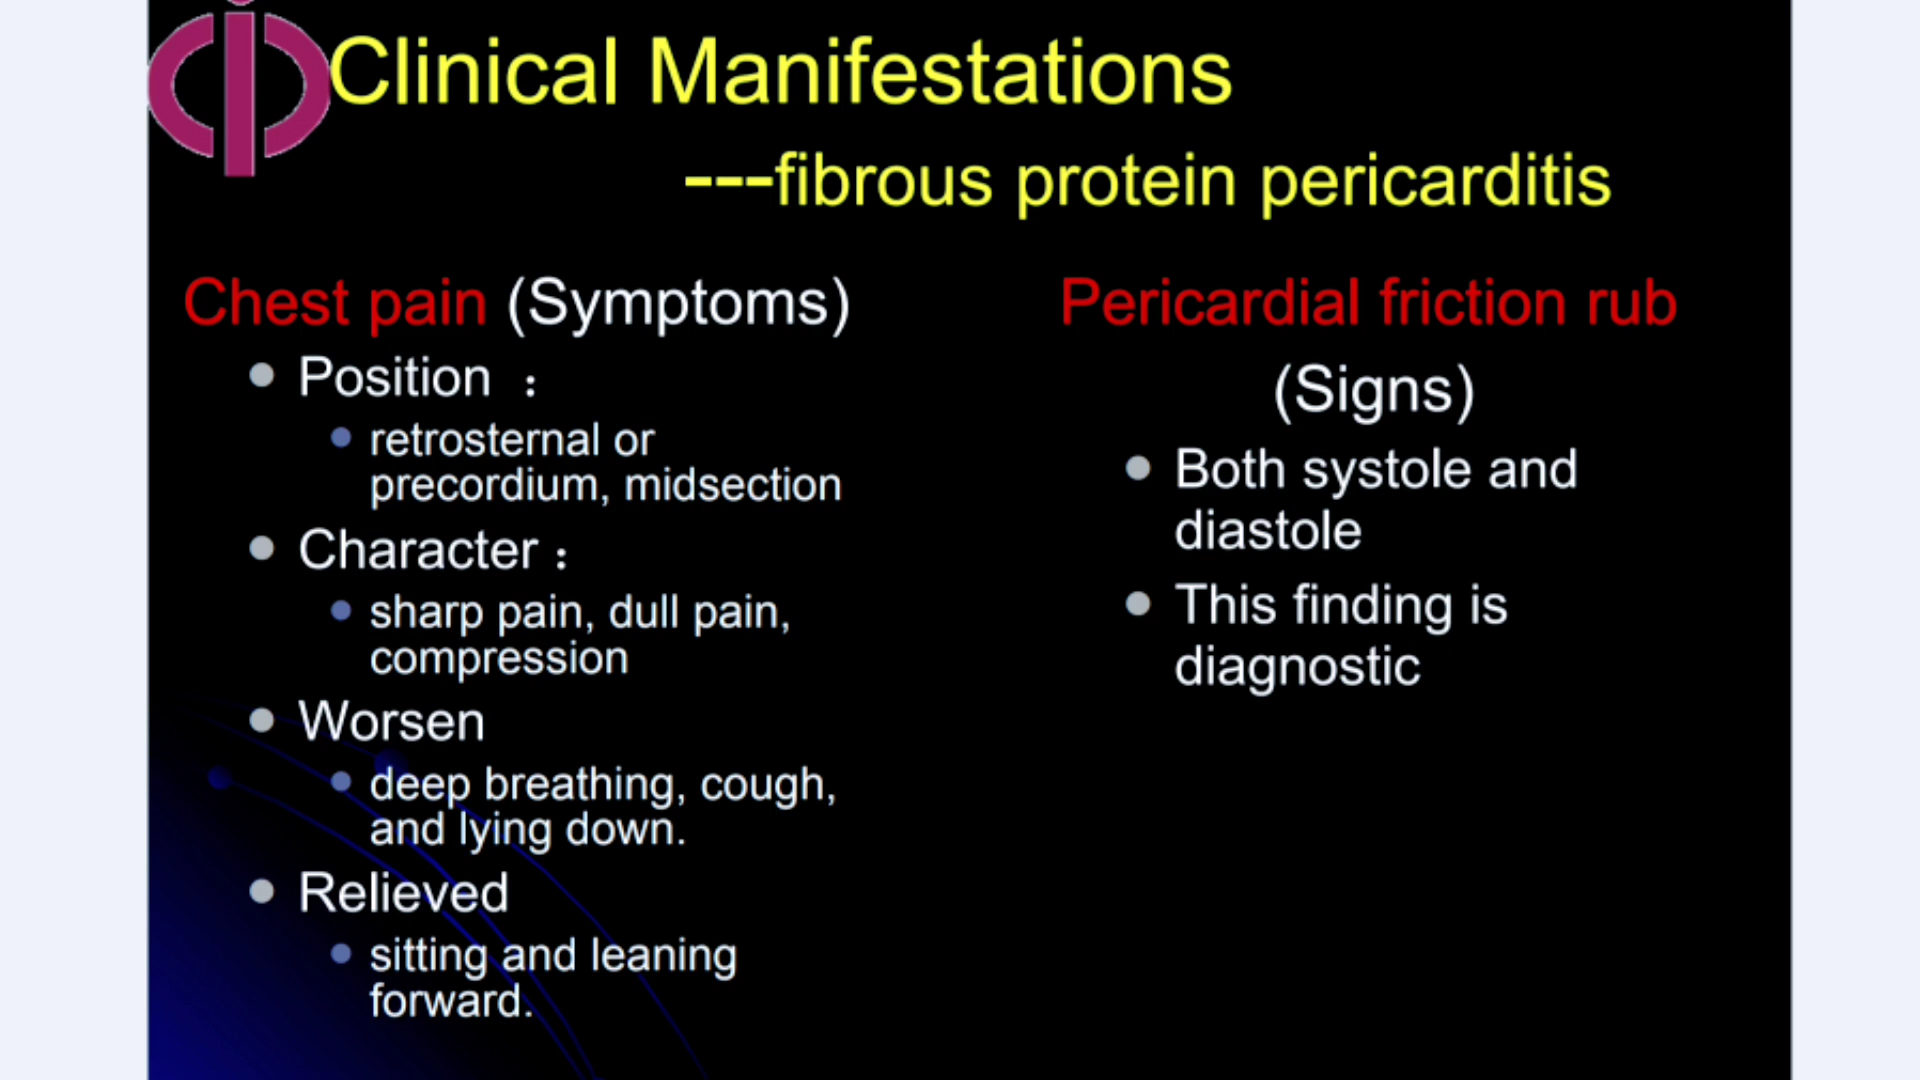 Clinical Manifestations
---fibrous protein pericarditis
Chest pain (Symptoms)
Position ：
retrosternal or
precordium, midsection
Character：
sharp pain, dull pain,
compression
Worsen
deep breathing, cough,
and lying down.
Relieved
sitting and leaning
forward.
Pericardial friction rub
(Signs)
Both systole and
diastole
This finding is
diagnostic